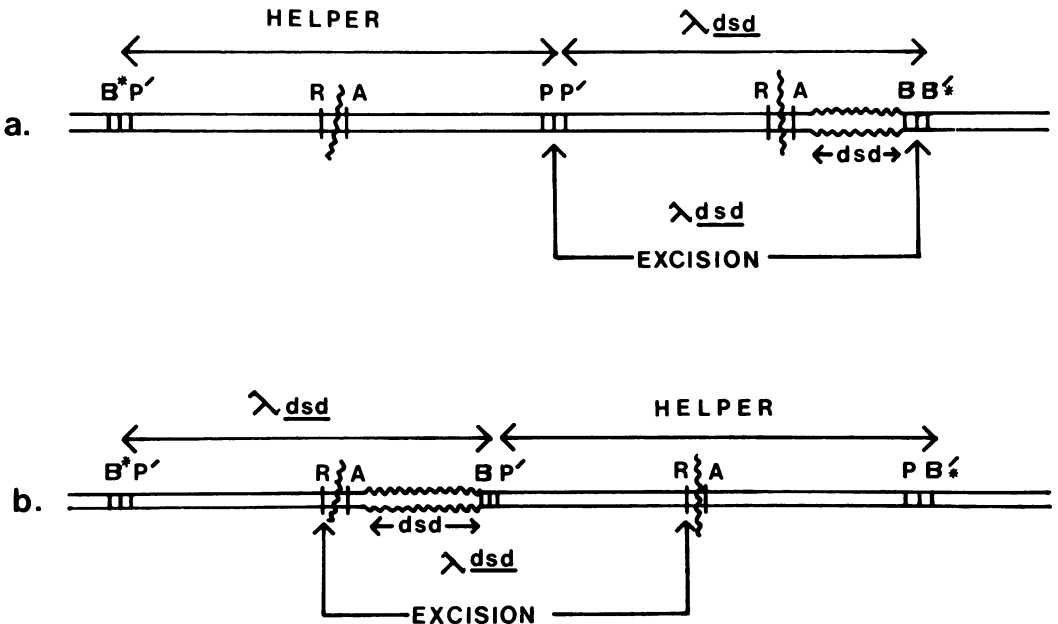 HELPER λdsd
B*P′ R A P P′ R A B B′*
a.
dsd
λdsd
EXCISION
λdsd HELPER
B*P′ R A B P′ R A P B′*
b.
dsd
λdsd
EXCISION